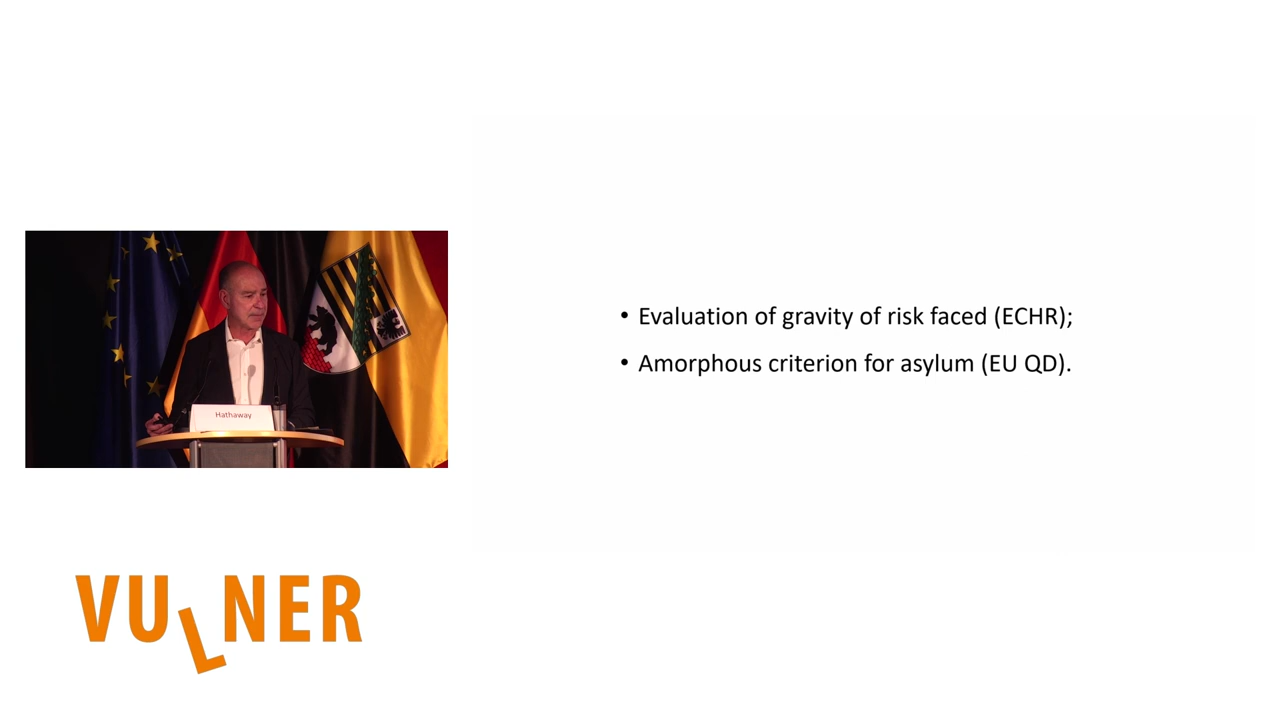 • Evaluation of gravity of risk faced (ECHR);
• Amorphous criterion for asylum (EU QD).
Hathaway
VULNER